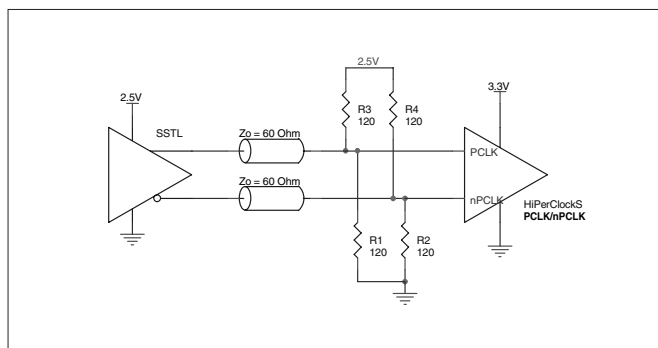 2.5V
3.3V
2.5V
R3
120
R4
120
SSTL
Zo = 60 Ohm
PCLK
Zo = 60 Ohm
nPCLK
HiPerClockS
PCLK/nPCLK
R1
120
R2
120